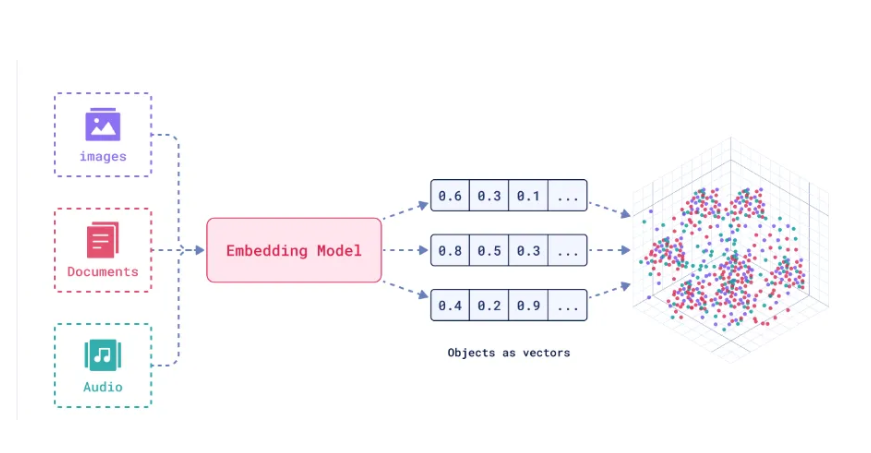 images
Documents
Audio
Embedding Model
0.6 0.3 0.1 ...
0.8 0.5 0.3 ...
0.4 0.2 0.9 ...
Objects as vectors